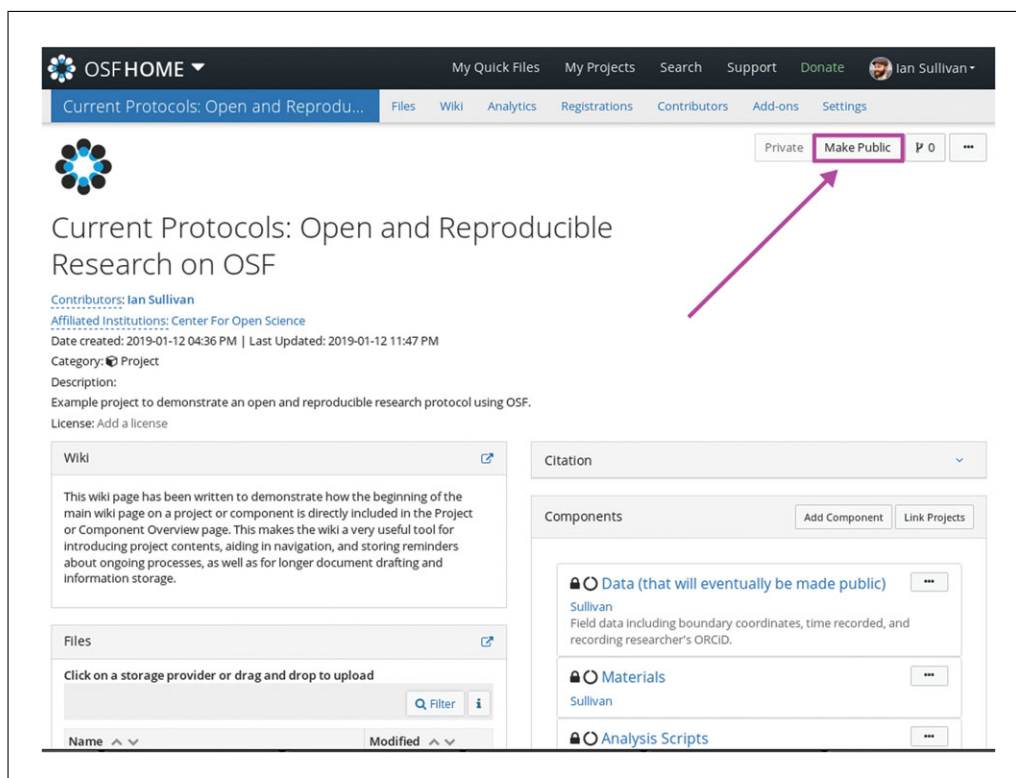 OSFHOME
My Quick Files My Projects Search Support Donate Ian Sullivan
Current Protocols: Open and Reprodu... Files Wiki Analytics Registrations Contributors Add-ons Settings
Private Make Public 0 ...
Current Protocols: Open and Reproducible
Research on OSF
Contributors: Ian Sullivan
Affiliated Institutions: Center For Open Science
Date created: 2019-01-12 04:36 PM | Last Updated: 2019-01-12 11:47 PM
Category: Project
Description:
Example project to demonstrate an open and reproducible research protocol using OSF.
License: Add a license
Wiki
This wiki page has been written to demonstrate how the beginning of the
main wiki page on a project or component is directly included in the Project
or Component Overview page. This makes the wiki a very useful tool for
introducing project contents, aiding in navigation, and storing reminders
about ongoing processes, as well as for longer document drafting and
information storage.
Files
Click on a storage provider or drag and drop to upload
Filter i
Name Modified
Citation
Components Add Component Link Projects
Data (that will eventually be made public) ...
Sullivan
Field data including boundary coordinates, time recorded, and
recording researcher's ORCiD.
Materials ...
Sullivan
Analysis Scripts ...